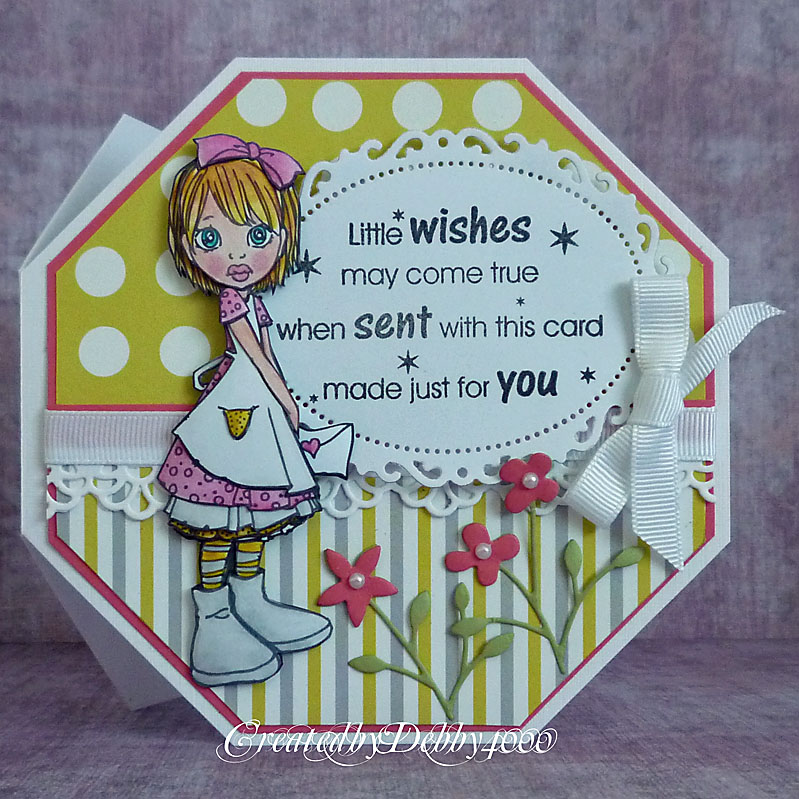 Little wishes
may come true
when sent with this card
made just for you
CreatedbyDebby4000